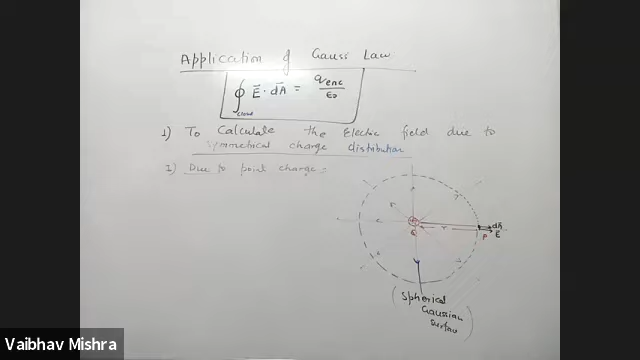 Application of Gauss Law
∮ E⃗ · dA⃗ = qenc/ε0
closed
1) To Calculate the Electric field due to
symmetrical charge distribution
1) Due to point charge:
dA⃗
E⃗
r
P
(Spherical
Gaussian
Surface)
Vaibhav Mishra